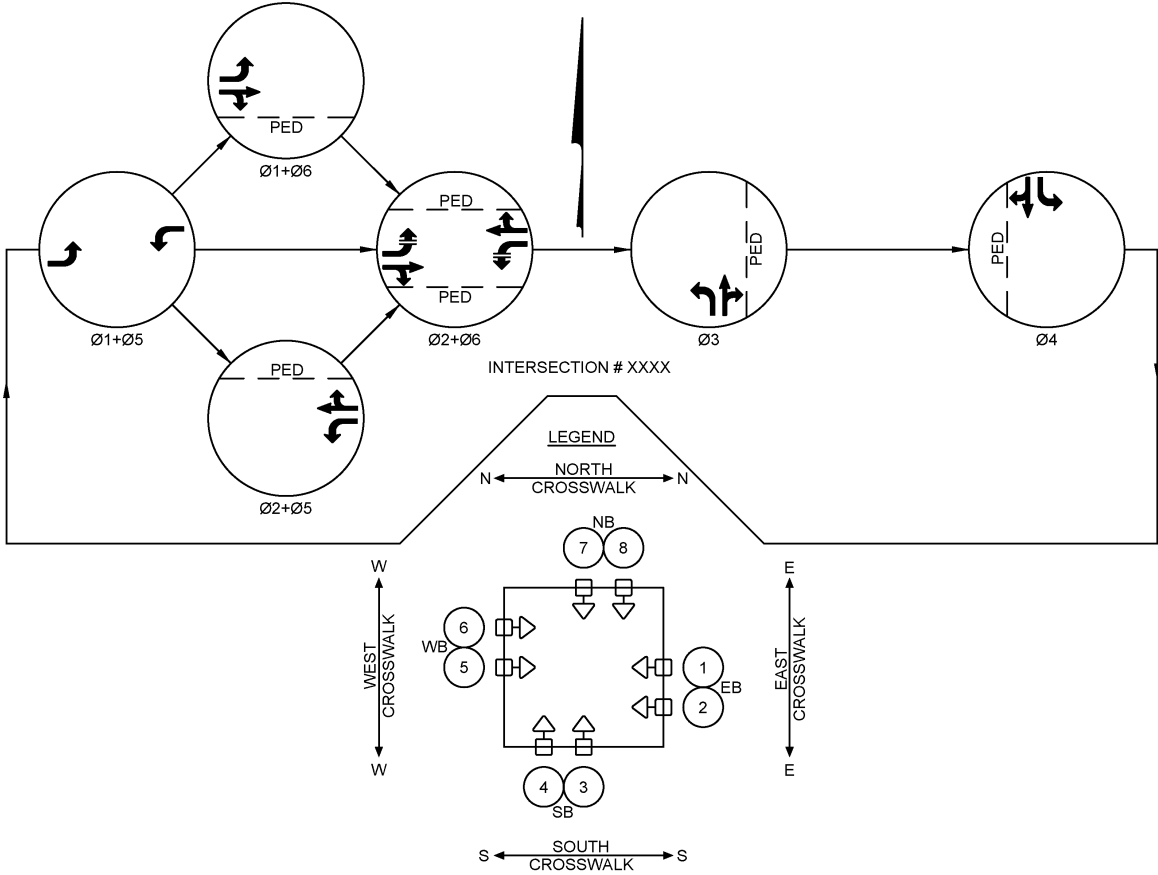 PED
Ø1+Ø6
PED
PED
PED
PED
PED
Ø1+Ø5
Ø2+Ø6
Ø3
Ø4
PED
Ø2+Ø5
INTERSECTION # XXXX
LEGEND
N NORTH N
CROSSWALK
NB
7 8
W
W
WEST
CROSSWALK
6
WB
5
1
EB
2
E
E
EAST
CROSSWALK
4 3
SB
S SOUTH S
CROSSWALK